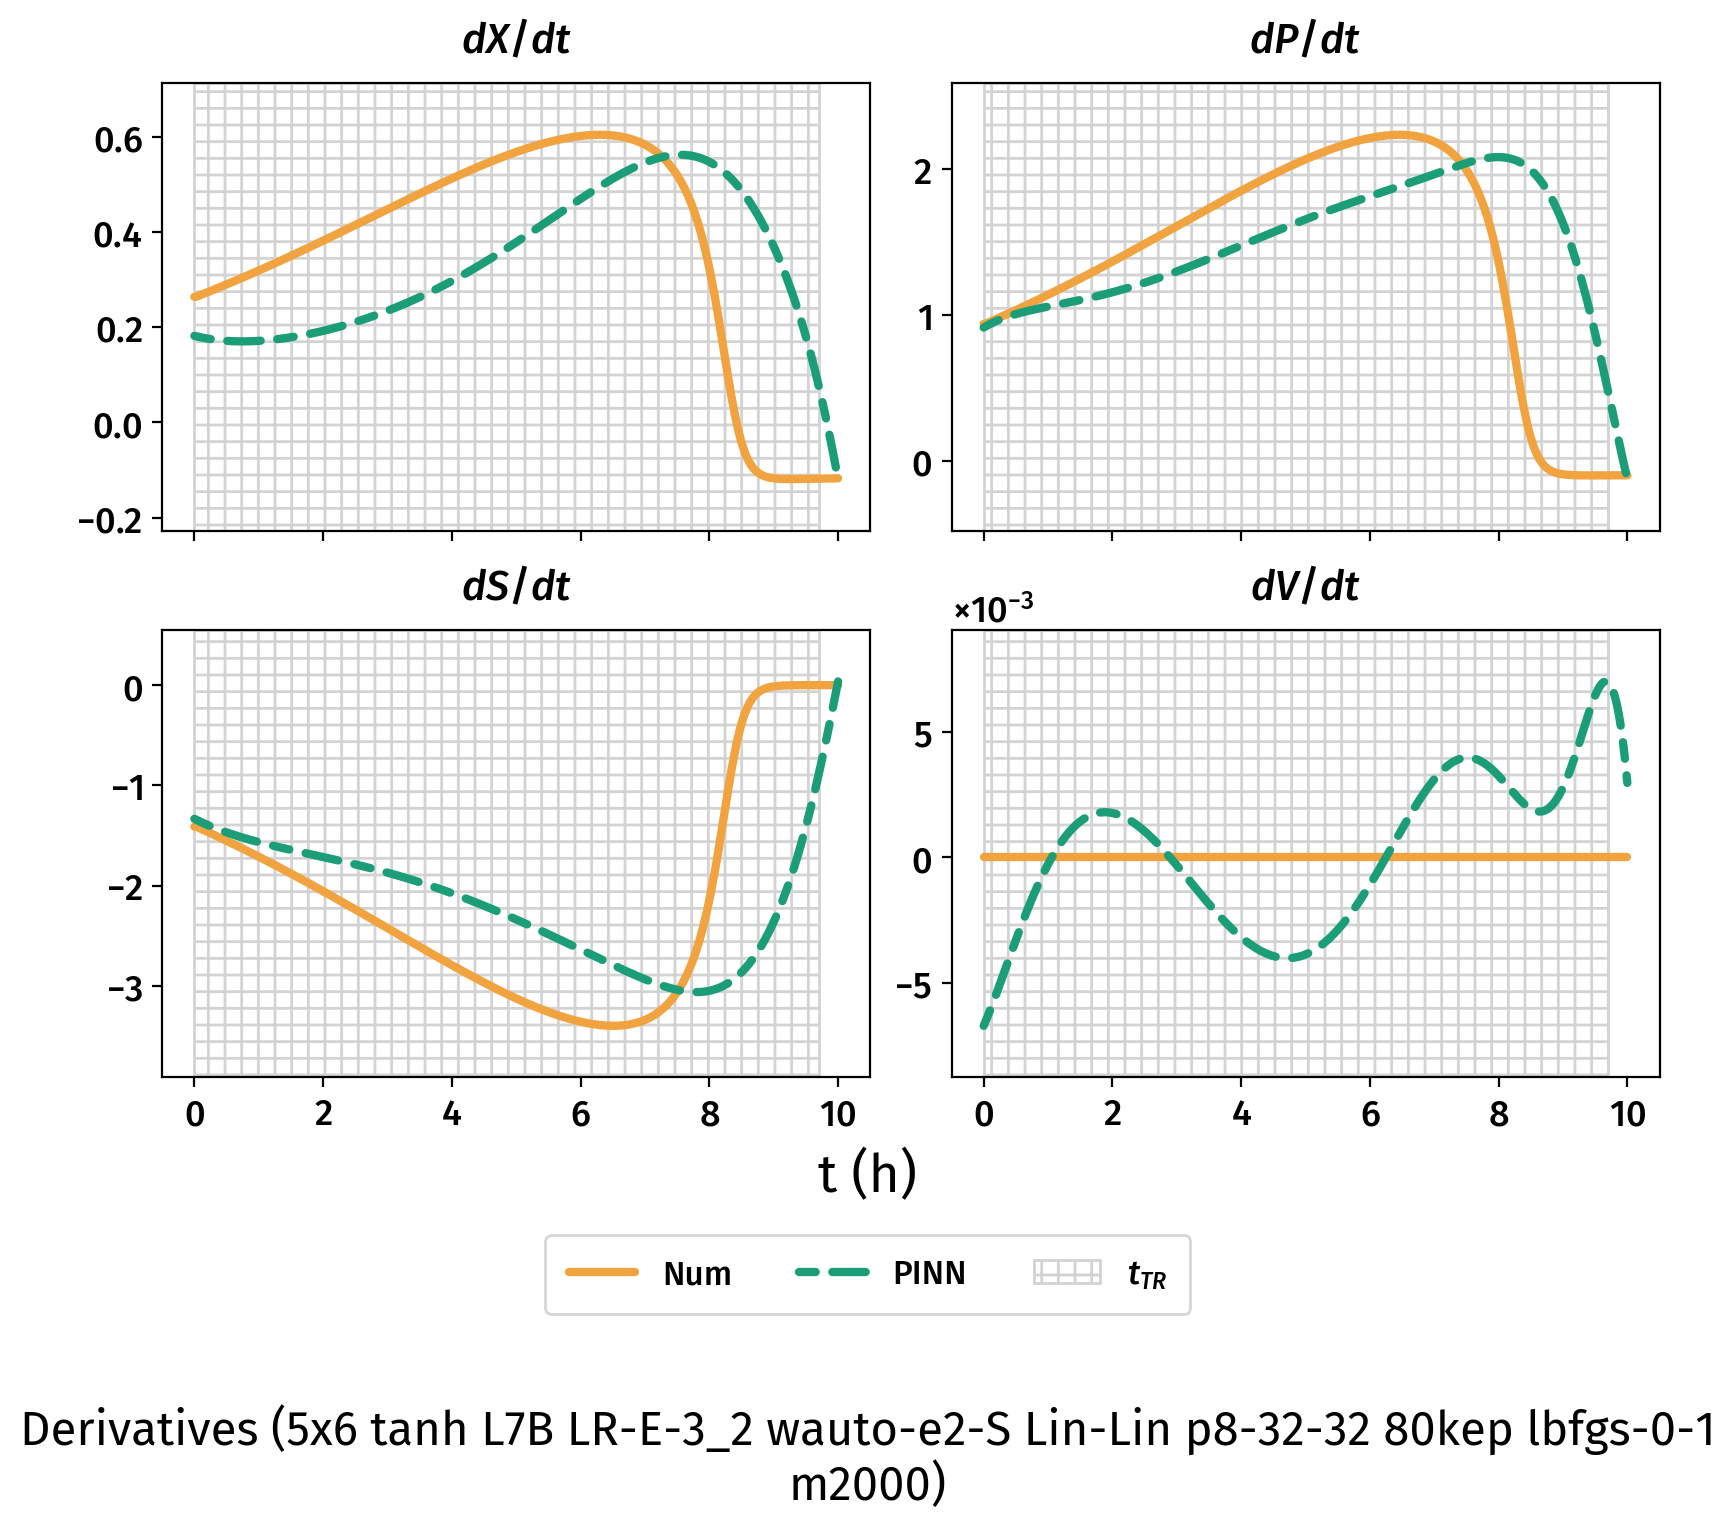 dX/dt
dP/dt
0.6
0.4
0.2
0.0
−0.2
2
1
0
dS/dt
dV/dt
×10⁻³
0
−1
−2
−3
5
0
−5
0 2 4 6 8 10
0 2 4 6 8 10
t (h)
Num PINN t_TR
Derivatives (5x6 tanh L7B LR-E-3_2 wauto-e2-S Lin-Lin p8-32-32 80kep lbfgs-0-1
m2000)